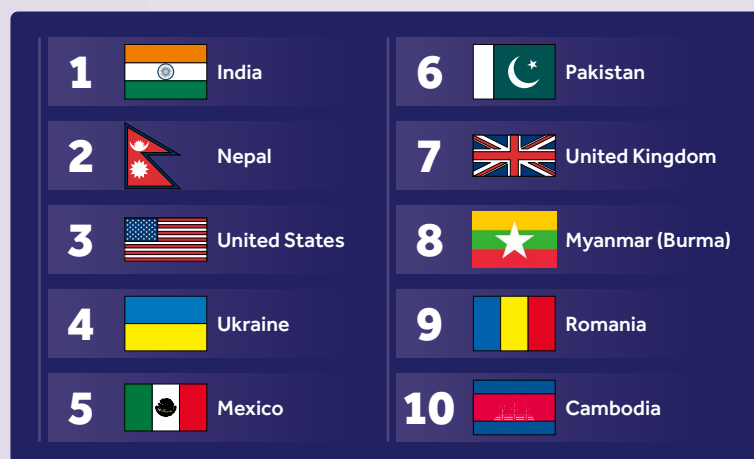 1 India
2 Nepal
3 United States
4 Ukraine
5 Mexico
6 Pakistan
7 United Kingdom
8 Myanmar (Burma)
9 Romania
10 Cambodia